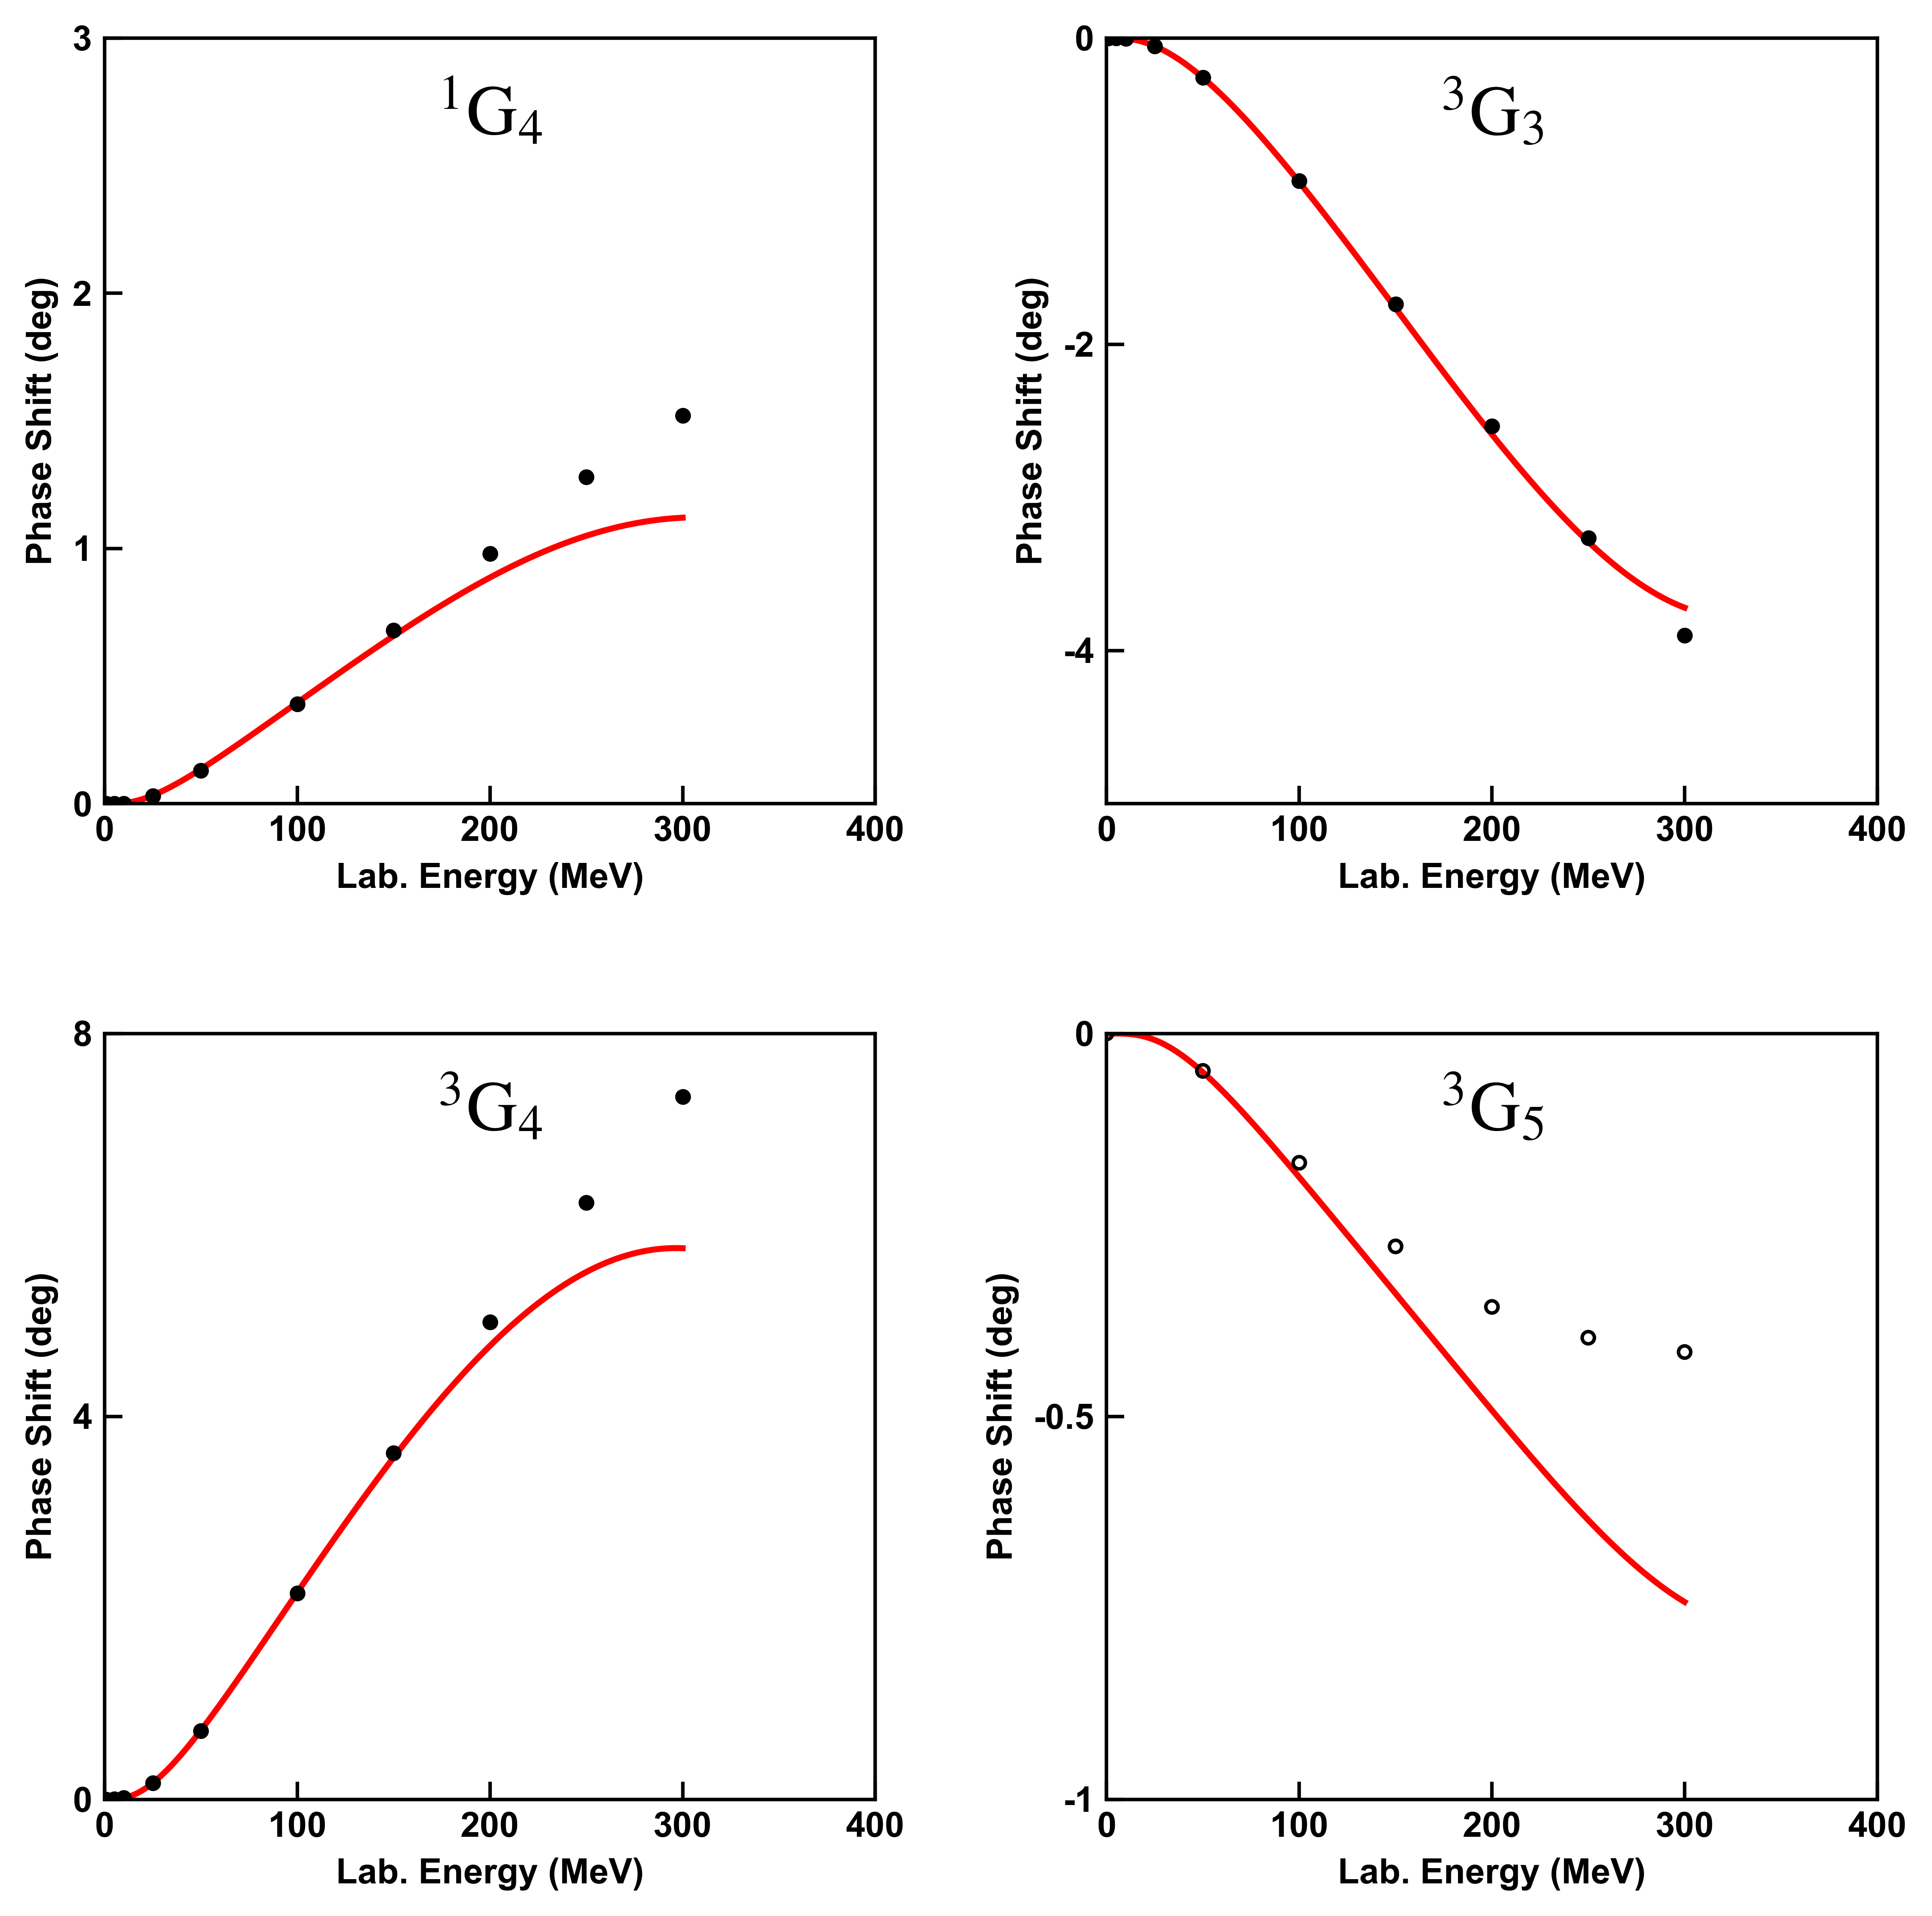 3
2
1
0
¹G₄
Phase Shift (deg)
0 100 200 300 400
Lab. Energy (MeV)
0
-2
-4
³G₃
Phase Shift (deg)
0 100 200 300 400
Lab. Energy (MeV)
8
4
0
³G₄
Phase Shift (deg)
0 100 200 300 400
Lab. Energy (MeV)
0
-0.5
-1
³G₅
Phase Shift (deg)
0 100 200 300 400
Lab. Energy (MeV)